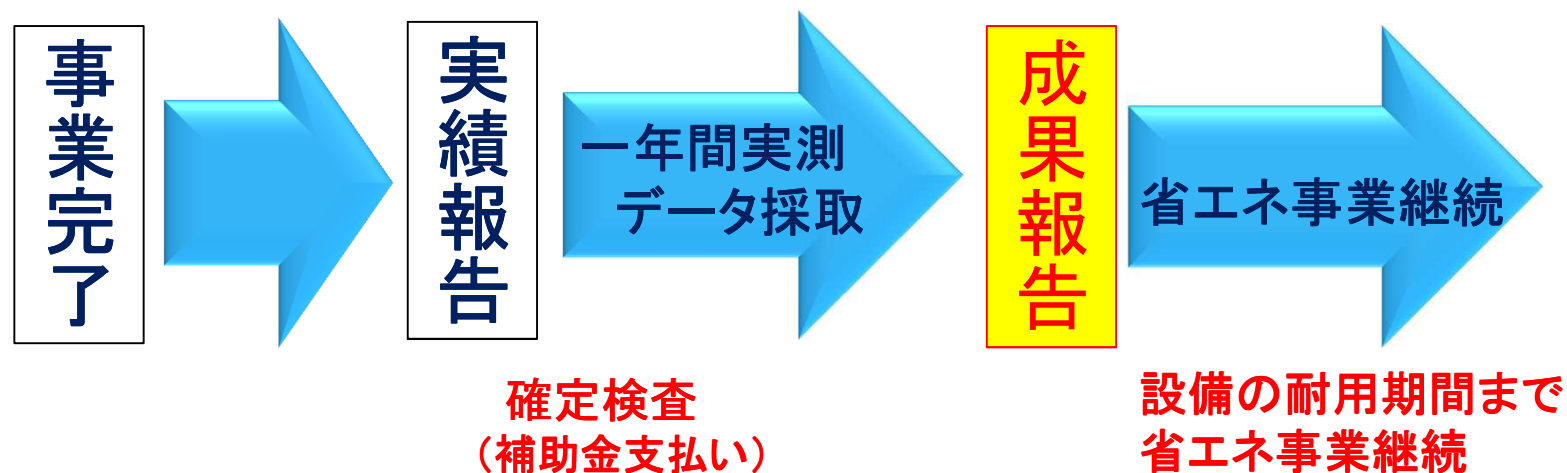 事業完了
実績報告
一年間実測
データ採取
成果報告
省エネ事業継続
確定検査
（補助金支払い）
設備の耐用期間まで
省エネ事業継続